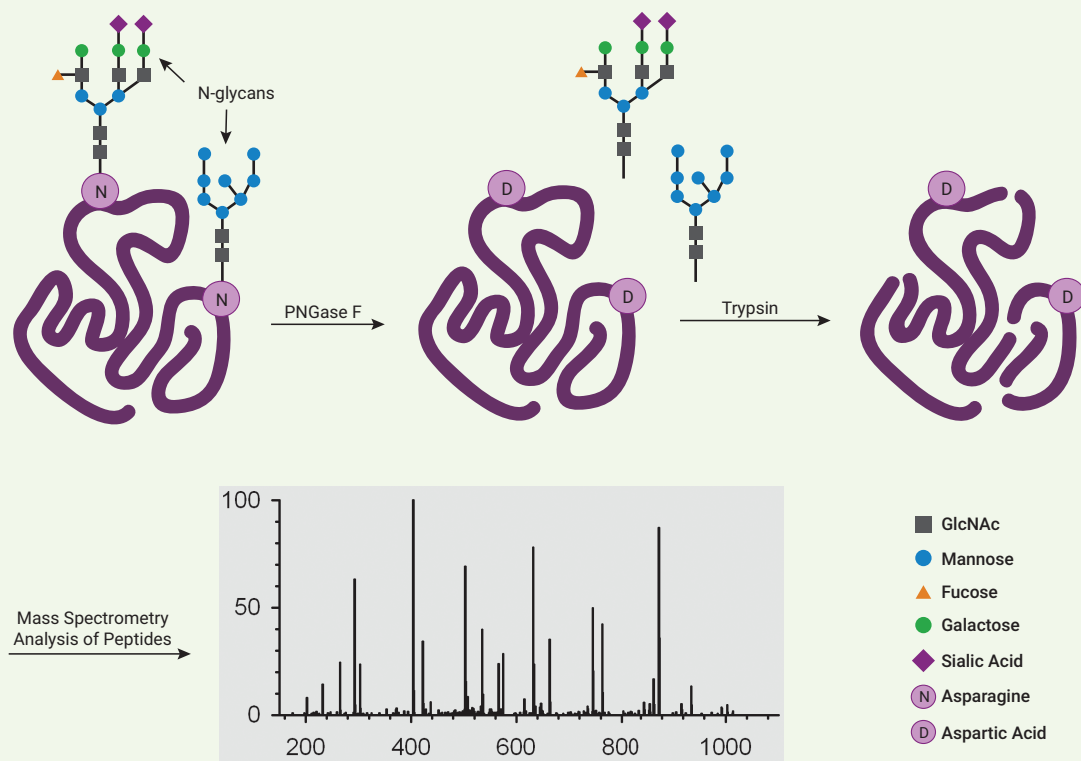 N-glycans
N
N
PNGase F
D
D
Trypsin
D
D
Mass Spectrometry
Analysis of Peptides
100
50
0
200 400 600 800 1000
GlcNAc
Mannose
Fucose
Galactose
Sialic Acid
N Asparagine
D Aspartic Acid